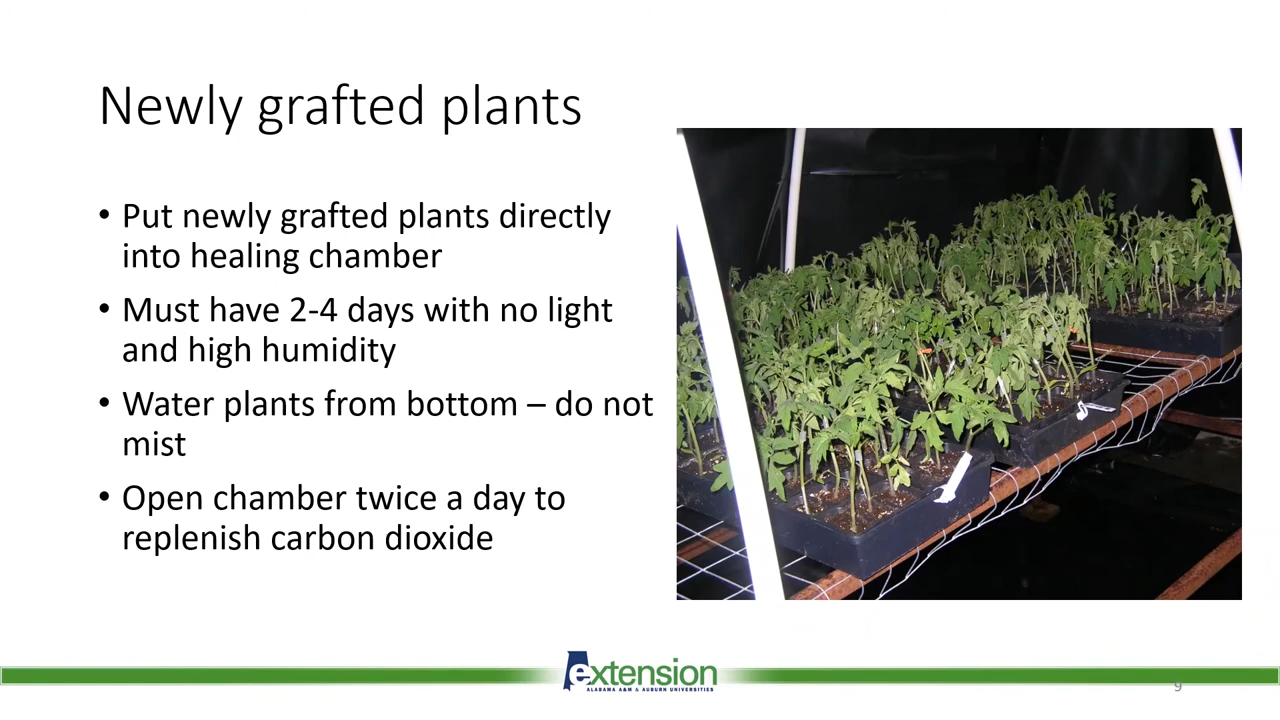 Newly grafted plants
• Put newly grafted plants directly
into healing chamber
• Must have 2-4 days with no light
and high humidity
• Water plants from bottom – do not
mist
• Open chamber twice a day to
replenish carbon dioxide
extension
ALABAMA A&M & AUBURN UNIVERSITIES
9